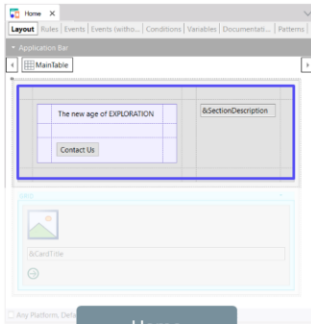 Home
Layout Rules Events Events (witho... Conditions Variables Documentati... Patterns
Application Bar
MainTable
The new age of EXPLORATION
&SectionDescription
Contact Us
&CardTitle
Any Platform, Defa